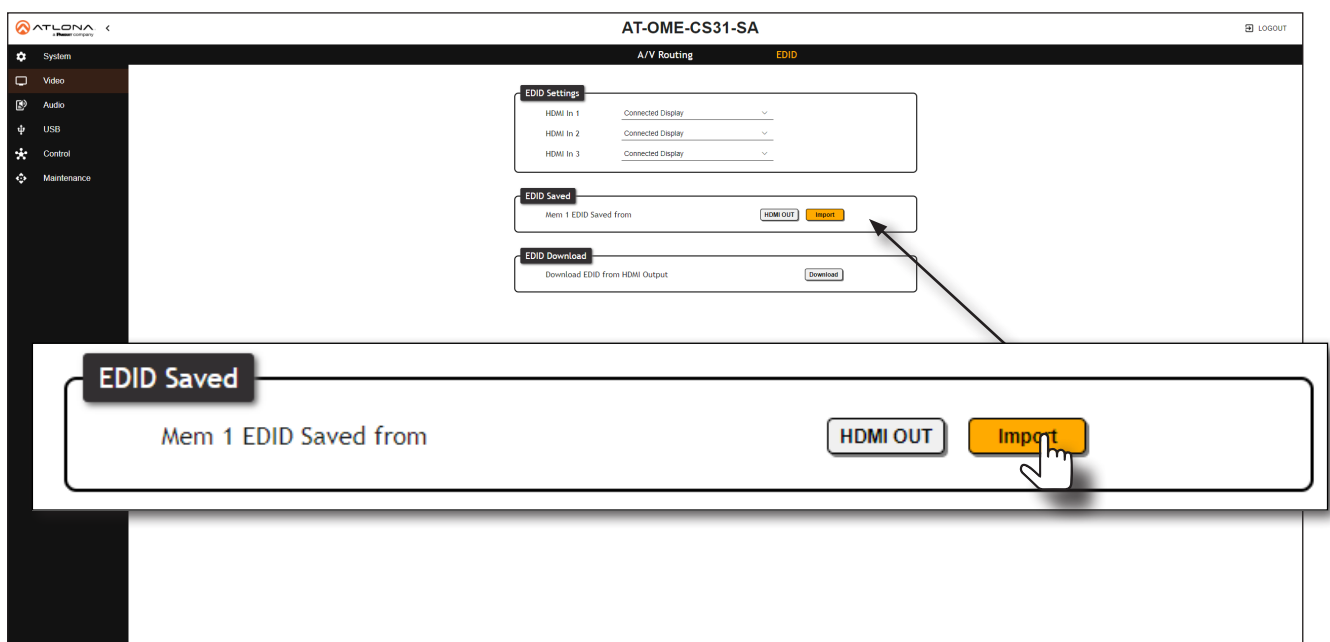 ATLONA
a Panduit company
AT-OME-CS31-SA
LOGOUT
System
A/V Routing EDID
Video
Audio
USB
Control
Maintenance
EDID Settings
HDMI In 1 Connected Display
HDMI In 2 Connected Display
HDMI In 3 Connected Display
EDID Saved
Mem 1 EDID Saved from HDMI OUT Import
EDID Download
Download EDID from HDMI Output Download
EDID Saved
Mem 1 EDID Saved from HDMI OUT Import